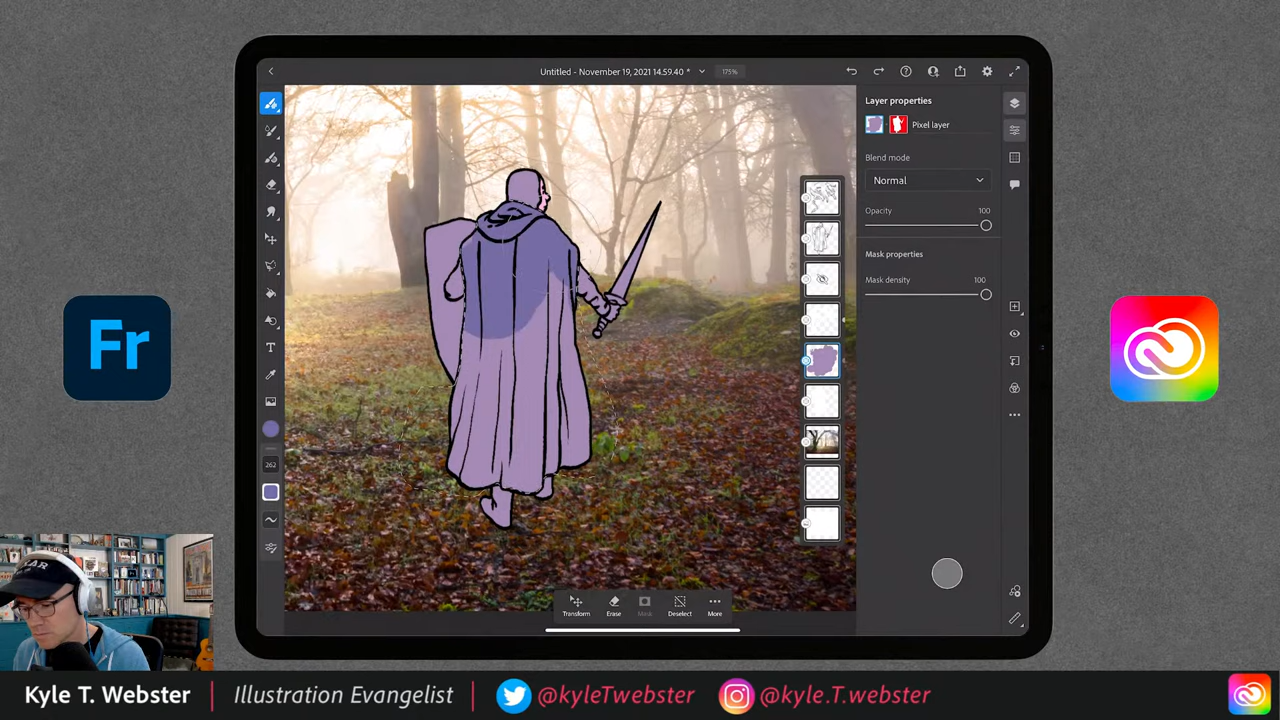 Untitled - November 19, 2021 14.59.40 *
175%
Layer properties
Pixel layer
Blend mode
Normal
Opacity
100
Mask properties
Mask density
100
T
262
Fr
Transform
Erase
Mask
Deselect
More
Kyle T. Webster | Illustration Evangelist | @kyleTwebster @kyle.T.webster